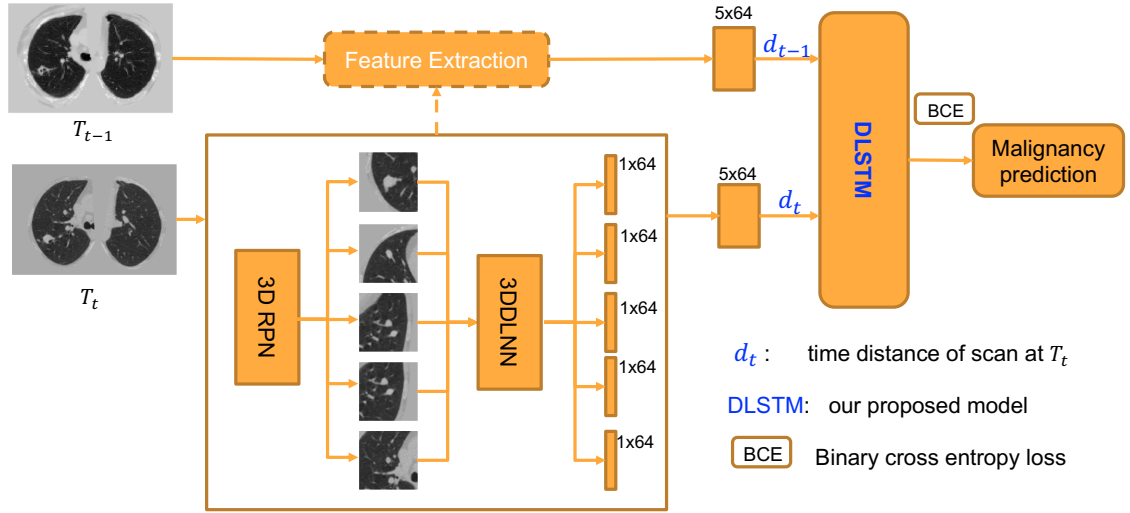 5x64
Feature Extraction
d_{t-1}
T_{t-1}
BCE
DLSTM
Malignancy
prediction
1x64
5x64
d_t
1x64
T_t
3D RPN
3DDLNN
1x64
1x64
1x64
d_t : time distance of scan at T_t
DLSTM: our proposed model
BCE Binary cross entropy loss